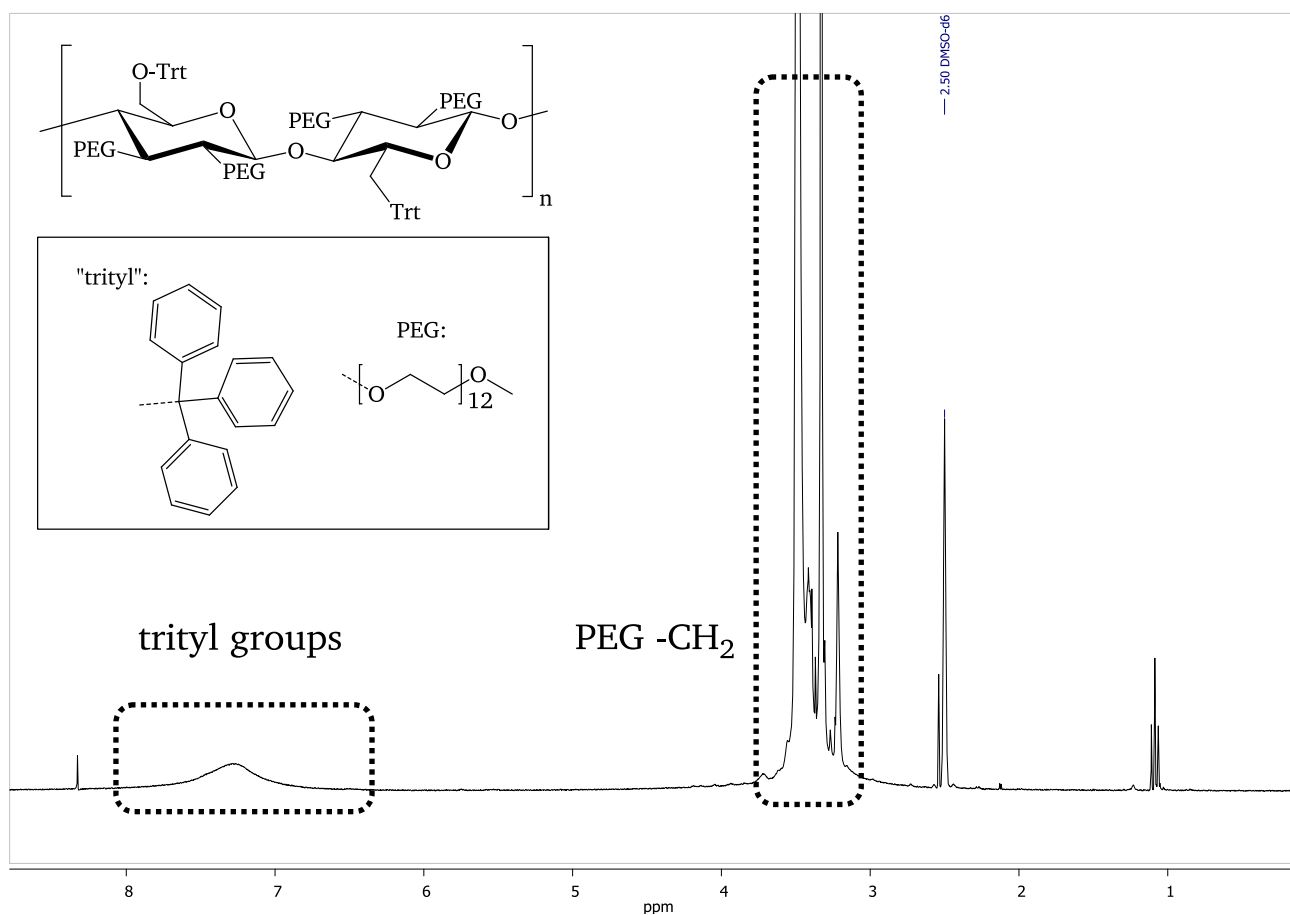 O-Trt
O
PEG
PEG
O
PEG
PEG
O
O
Trt
n
"trityl":
PEG:
O
O
12
trityl groups
PEG -CH2
2.50 DMSO-d6
8
7
6
5
4
3
2
1
ppm